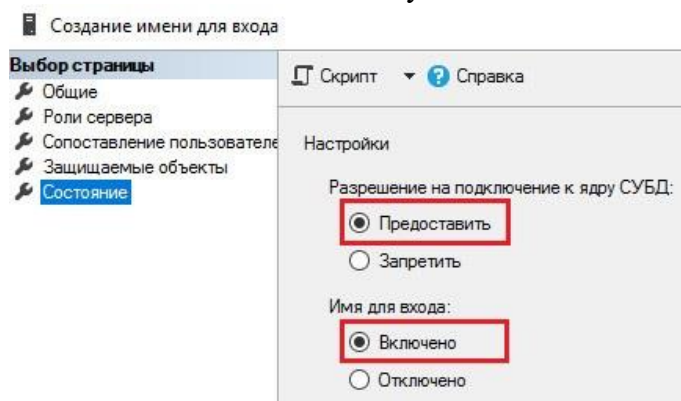 Создание имени для входа
Выбор страницы
Общие
Роли сервера
Сопоставление пользователе
Защищаемые объекты
Состояние
Скрипт
Справка
Настройки
Разрешение на подключение к ядру СУБД:
Предоставить
Запретить
Имя для входа:
Включено
Отключено